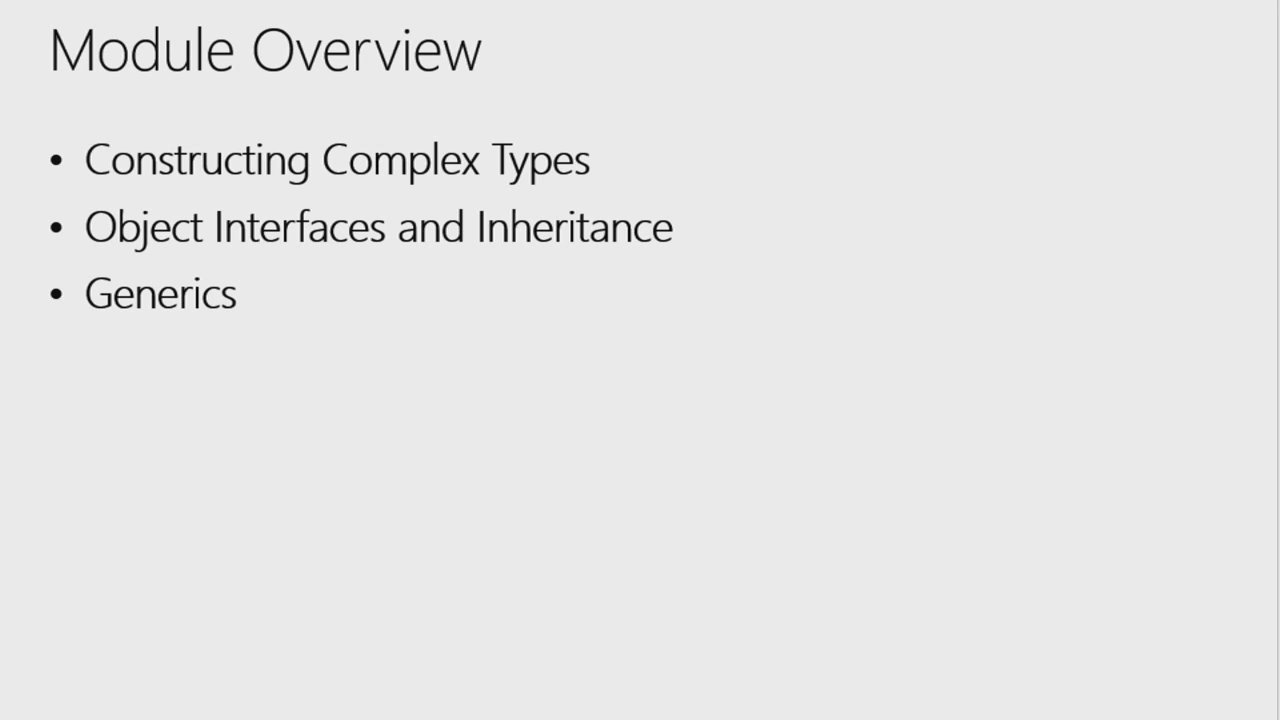 Module Overview
• Constructing Complex Types
• Object Interfaces and Inheritance
• Generics